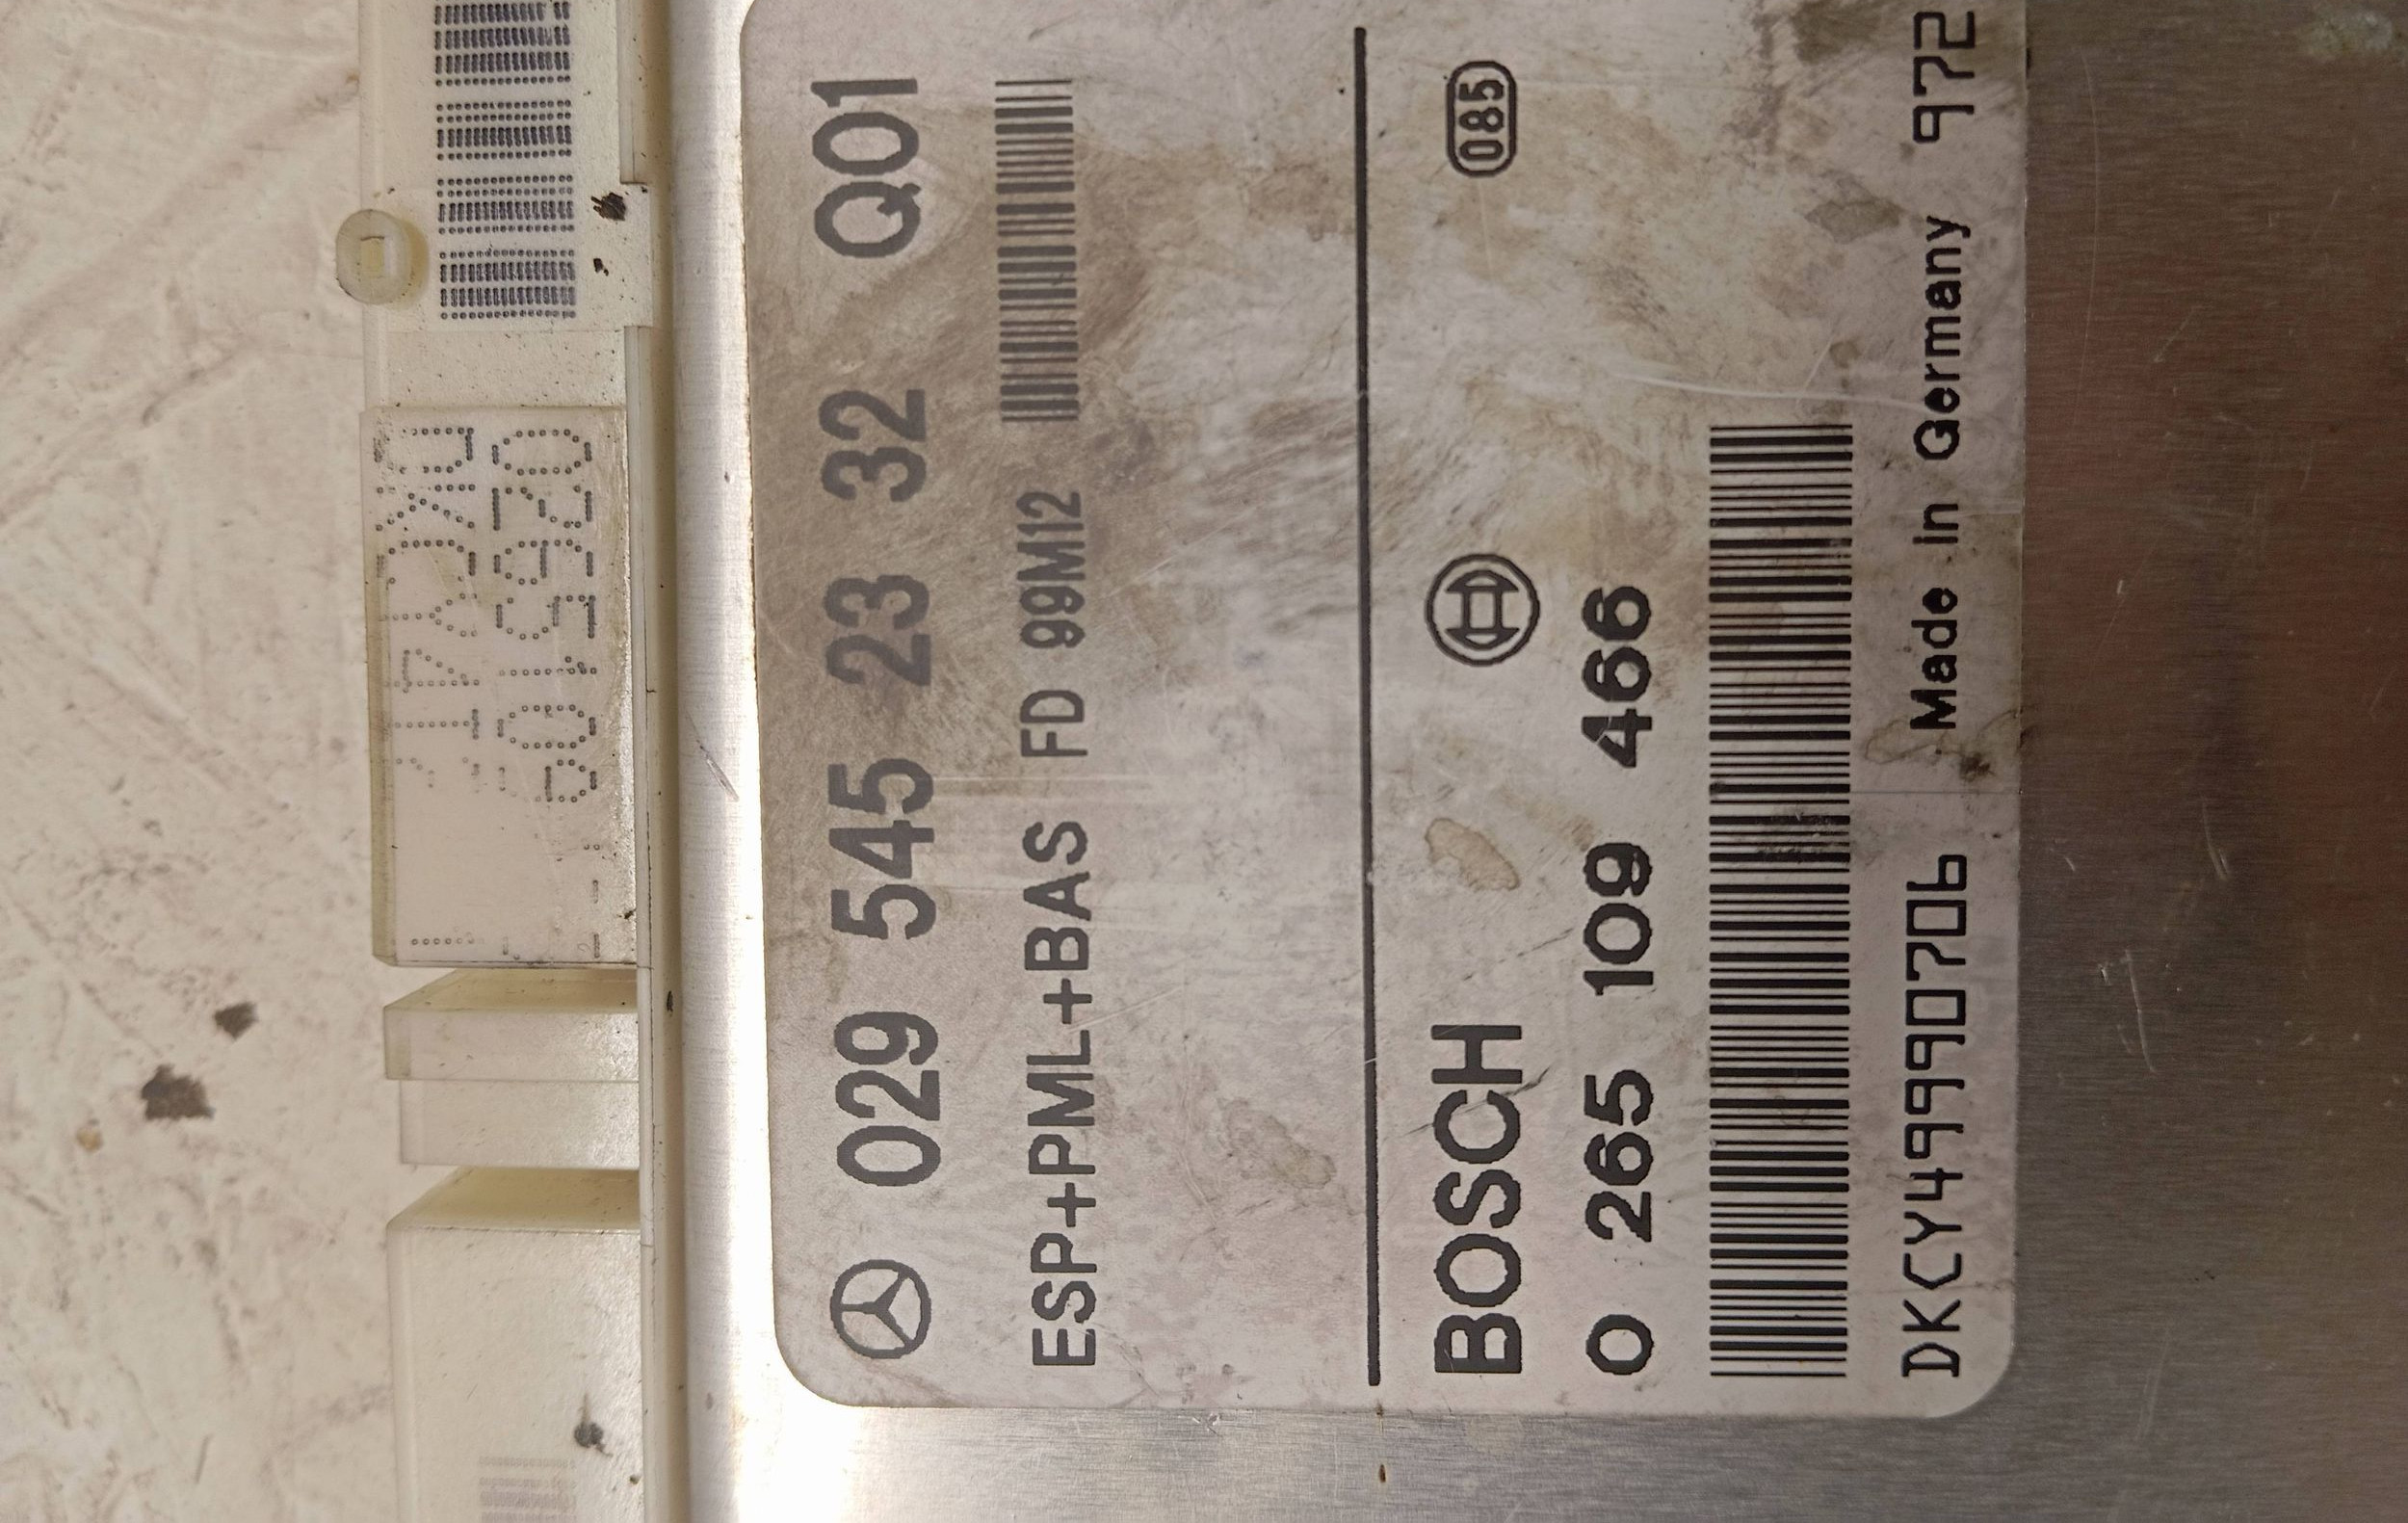 029 545 23 32 Q01
ESP+PML+BAS FD 99M12
BOSCH 085
0 265 109 466
DKCY49990706 Made in Germany 972